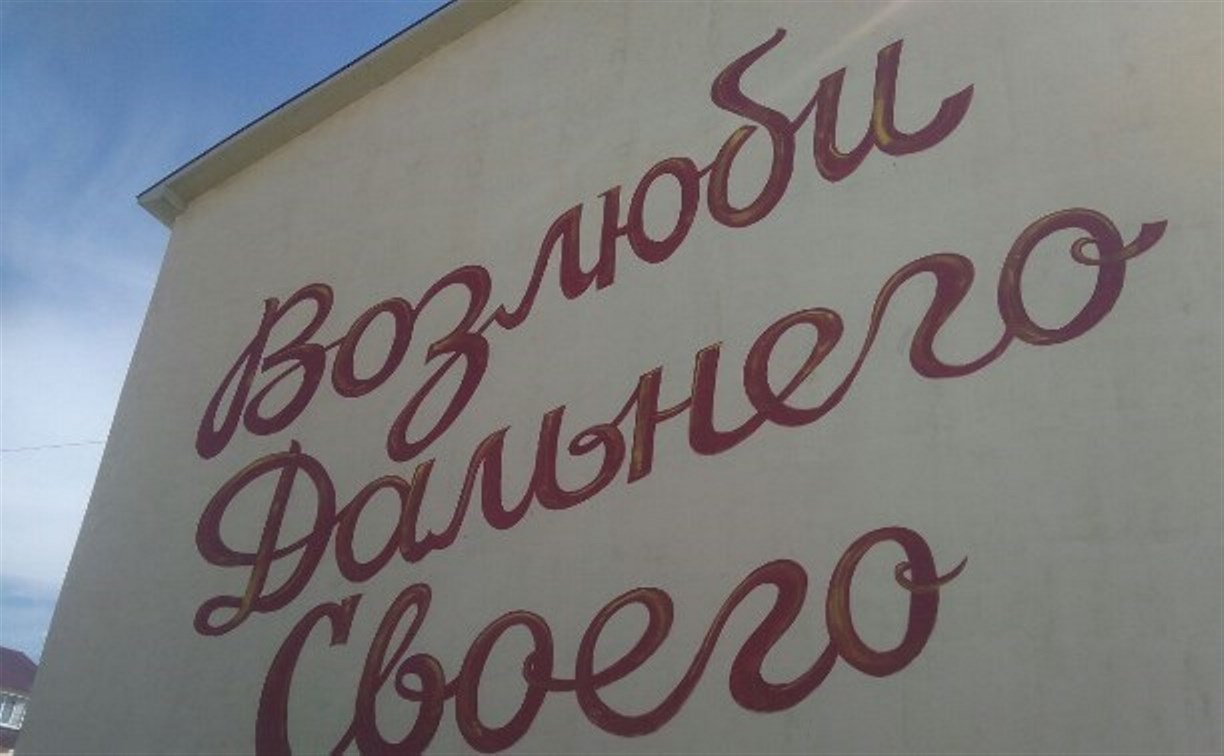 Возлюби
Дальнего
Своего